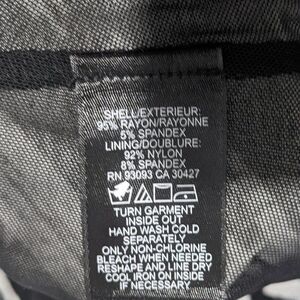 SHELL/EXTERIEUR:
95% RAYON/RAYONNE
5% SPANDEX
LINING/DOUBLURE:
92% NYLON
8% SPANDEX
RN 93093 CA 30427
TURN GARMENT
INSIDE OUT
HAND WASH COLD
SEPARATELY
ONLY NON-CHLORINE
BLEACH WHEN NEEDED
RESHAPE AND LINE DRY
COOL IRON ON INSIDE
IF NECESSARY